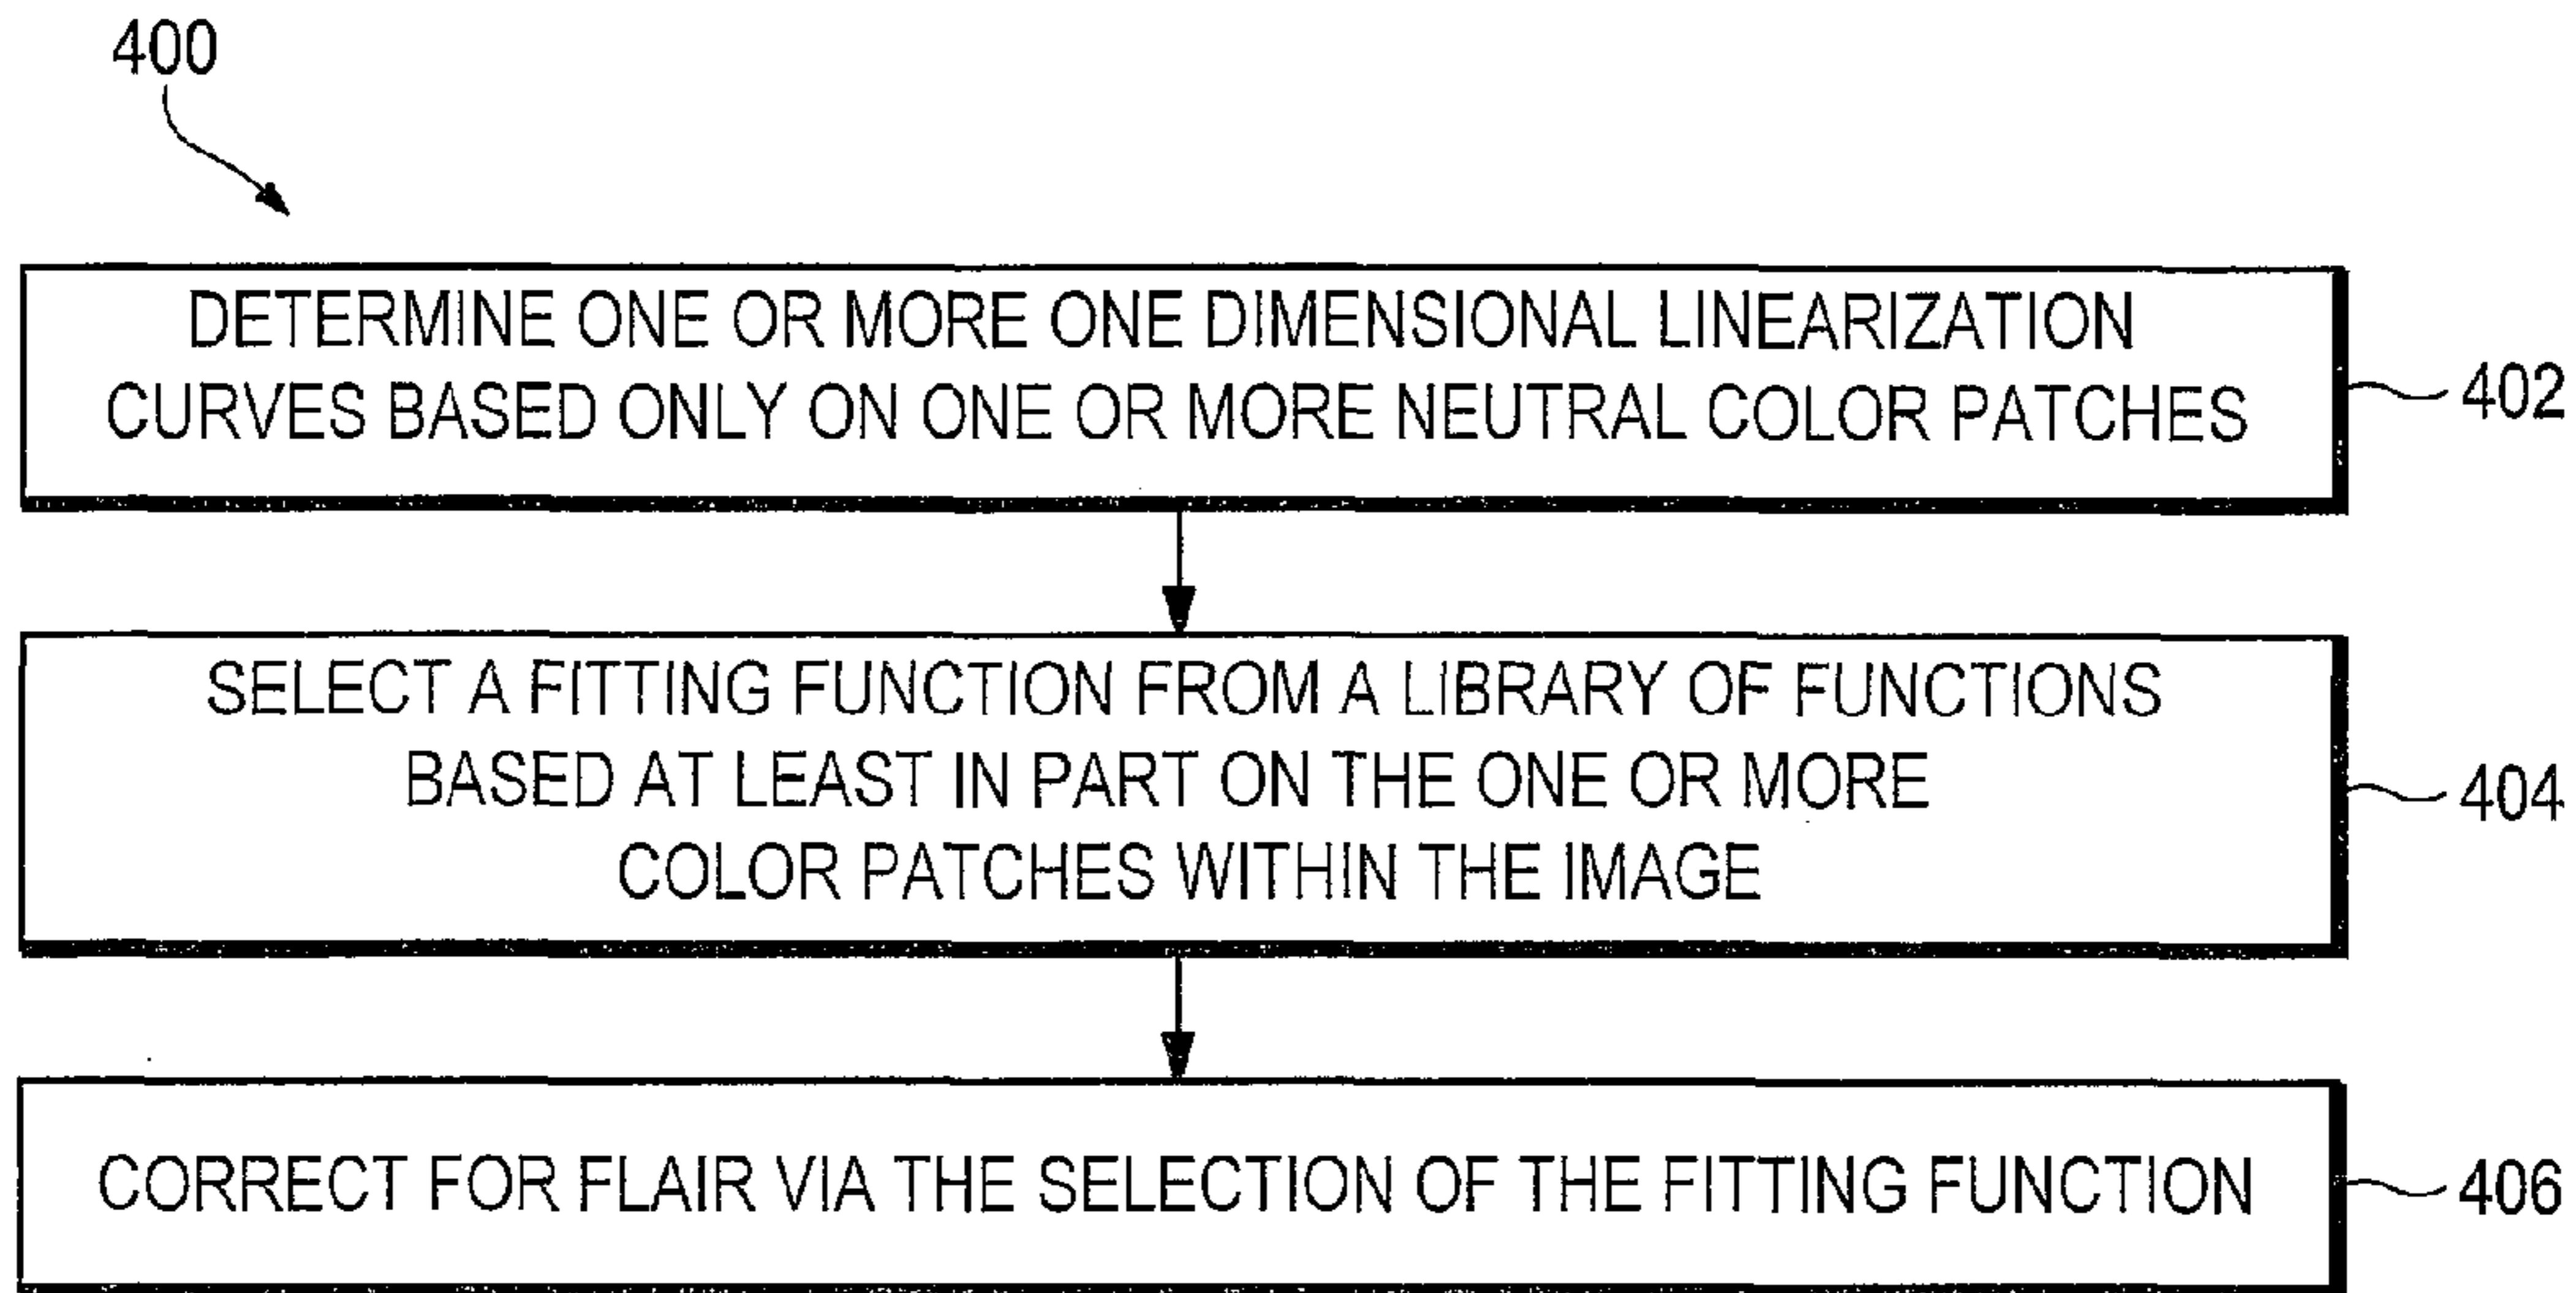 400
DETERMINE ONE OR MORE ONE DIMENSIONAL LINEARIZATION
CURVES BASED ONLY ON ONE OR MORE NEUTRAL COLOR PATCHES
402
SELECT A FITTING FUNCTION FROM A LIBRARY OF FUNCTIONS
BASED AT LEAST IN PART ON THE ONE OR MORE
COLOR PATCHES WITHIN THE IMAGE
404
CORRECT FOR FLAIR VIA THE SELECTION OF THE FITTING FUNCTION
406